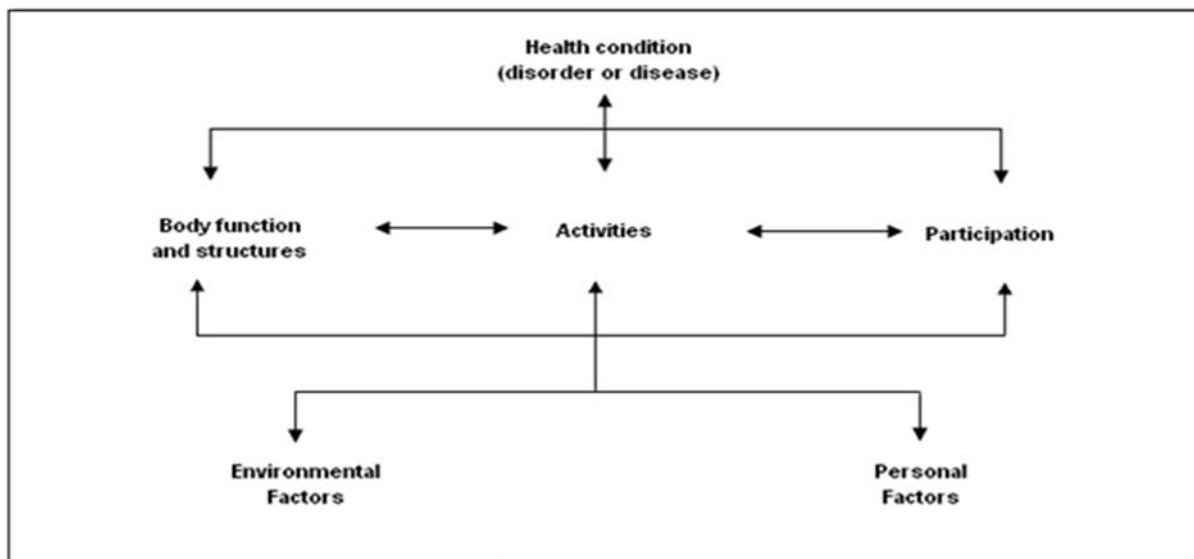 Health condition
(disorder or disease)
Body function
and structures
Activities
Participation
Environmental
Factors
Personal
Factors